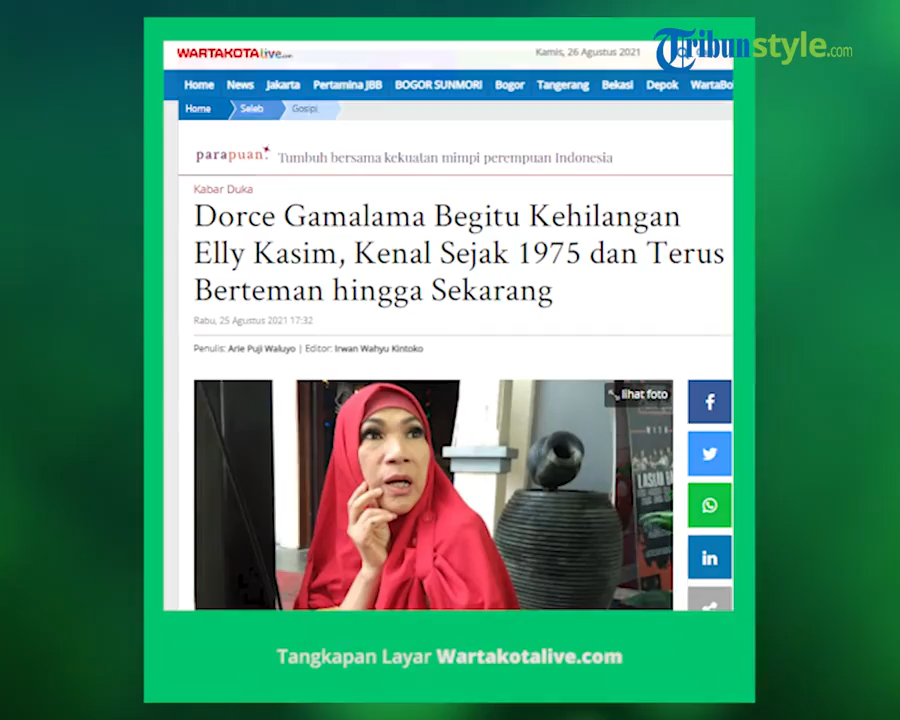 WARTAKOTAlive.com
Kamis, 26 Agustus 2021
Tribunstyle.com
Home News Jakarta Pertamina JBB BOGOR SUNMORI Bogor Tangerang Bekasi Depok WartaBo
Home Seleb Gosipi
parapuan. Tumbuh bersama kekuatan mimpi perempuan Indonesia
Kabar Duka
Dorce Gamalama Begitu Kehilangan
Elly Kasim, Kenal Sejak 1975 dan Terus
Berteman hingga Sekarang
Rabu, 25 Agustus 2021 17:32
Penulis: Arie Puji Waluyo | Editor: Irwan Wahyu Kintoko
lihat foto
WITH
Tangkapan Layar Wartakotalive.com